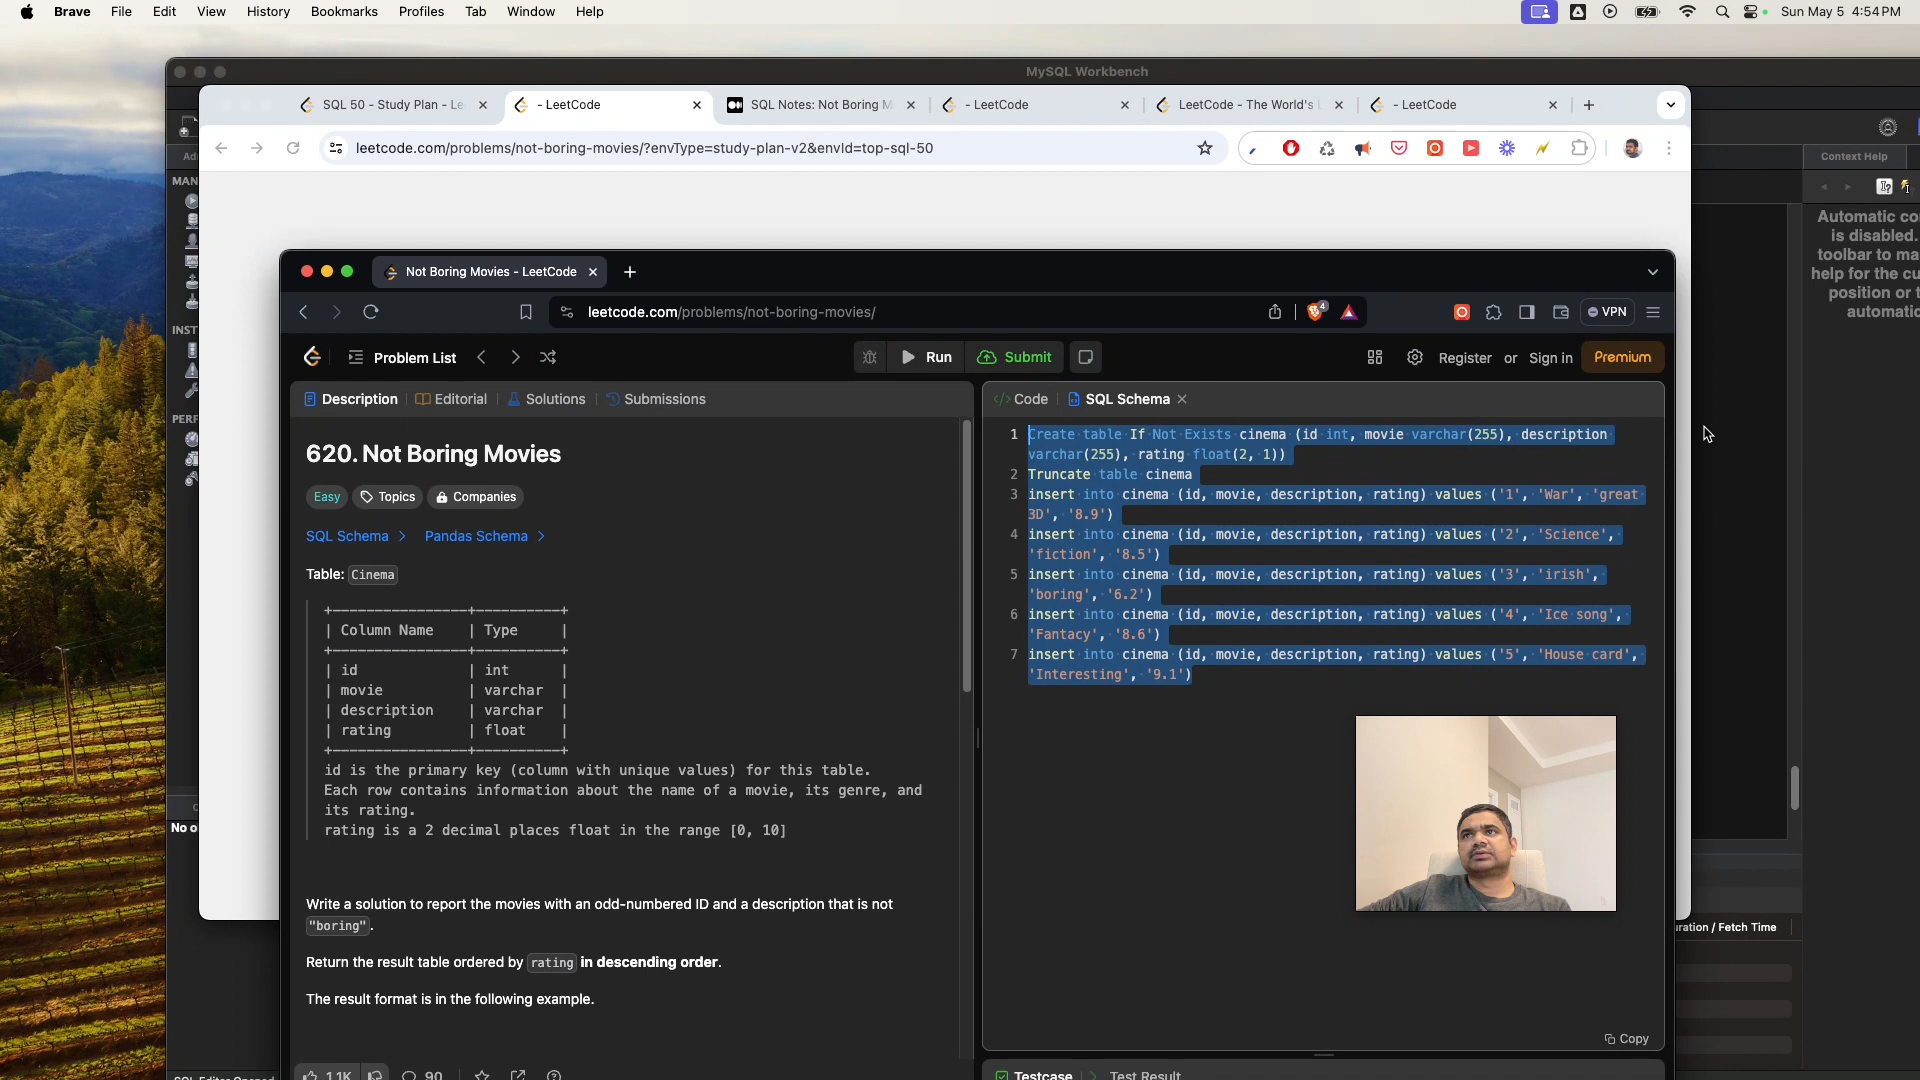 Brave File Edit View History Bookmarks Profiles Tab Window Help
Sun May 5 4:54 PM
MySQL Workbench
SQL 50 - Study Plan - Le
- LeetCode
SQL Notes: Not Boring M
- LeetCode
LeetCode - The World's
- LeetCode
leetcode.com/problems/not-boring-movies/?envType=study-plan-v2&envId=top-sql-50
MAN
INST
PERF
No o
Context Help
Automatic co
is disabled.
toolbar to ma
help for the cu
position or t
automatic
uration / Fetch Time
Not Boring Movies - LeetCode
leetcode.com/problems/not-boring-movies/
4
VPN
Problem List
Run
Submit
Register or Sign in
Premium
Description
Editorial
Solutions
Submissions
620. Not Boring Movies
Easy
Topics
Companies
SQL Schema >
Pandas Schema >
Table: Cinema
+----------------+----------+
| Column Name | Type |
+----------------+----------+
| id | int |
| movie | varchar |
| description | varchar |
| rating | float |
+----------------+----------+
id is the primary key (column with unique values) for this table.
Each row contains information about the name of a movie, its genre, and
its rating.
rating is a 2 decimal places float in the range [0, 10]
Write a solution to report the movies with an odd-numbered ID and a description that is not
"boring".
Return the result table ordered by rating in descending order.
The result format is in the following example.
1.1K
90
</> Code
SQL Schema
1 Create table If Not Exists cinema (id int, movie varchar(255), description
varchar(255), rating float(2, 1))
2 Truncate table cinema
3 insert into cinema (id, movie, description, rating) values ('1', 'War', 'great
3D', '8.9')
4 insert into cinema (id, movie, description, rating) values ('2', 'Science',
'fiction', '8.5')
5 insert into cinema (id, movie, description, rating) values ('3', 'irish',
'boring', '6.2')
6 insert into cinema (id, movie, description, rating) values ('4', 'Ice song',
'Fantacy', '8.6')
7 insert into cinema (id, movie, description, rating) values ('5', 'House card',
'Interesting', '9.1')
Copy
Testcase
Test Result
SQL Editor Opened